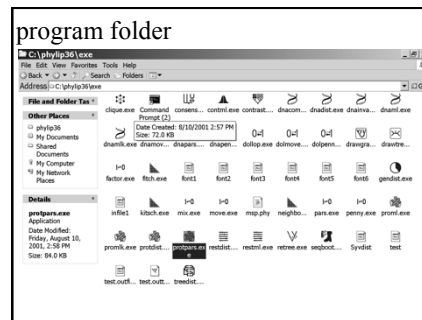 program folder
C:\phylip36\exe
File Edit View Favorites Tools Help
Back Search Folders
Address C:\phylip36\exe
File and Folder Tas
Other Places
phylip36
My Documents
Shared Documents
My Computer
My Network Places
Details
protpars.exe
Application
Date Modified: Friday, August 10, 2001, 2:58 PM
Size: 84.0 KB
clique.exe Command Prompt (2) consens... contml.exe contrast.... dnacom... dnadist.exe dnainva... dnaml.exe
Date Created: 8/10/2001 2:57 PM
Size: 72.0 KB
dnamlk.exe dnamov... dnapars.... dnapen... dollop.exe dolmove.... dolpenn... drawgra... drawtre...
factor.exe fitch.exe font1 font2 font3 font4 font5 font6 gendist.exe
infile1 kitsch.exe mix.exe move.exe msp.phy neighbo... pars.exe penny.exe proml.exe
promlk.exe protdist.... protpars.exe restdist.... restml.exe retree.exe seqboot.... Syvdist test
test.outfi... test.outt... treedist....